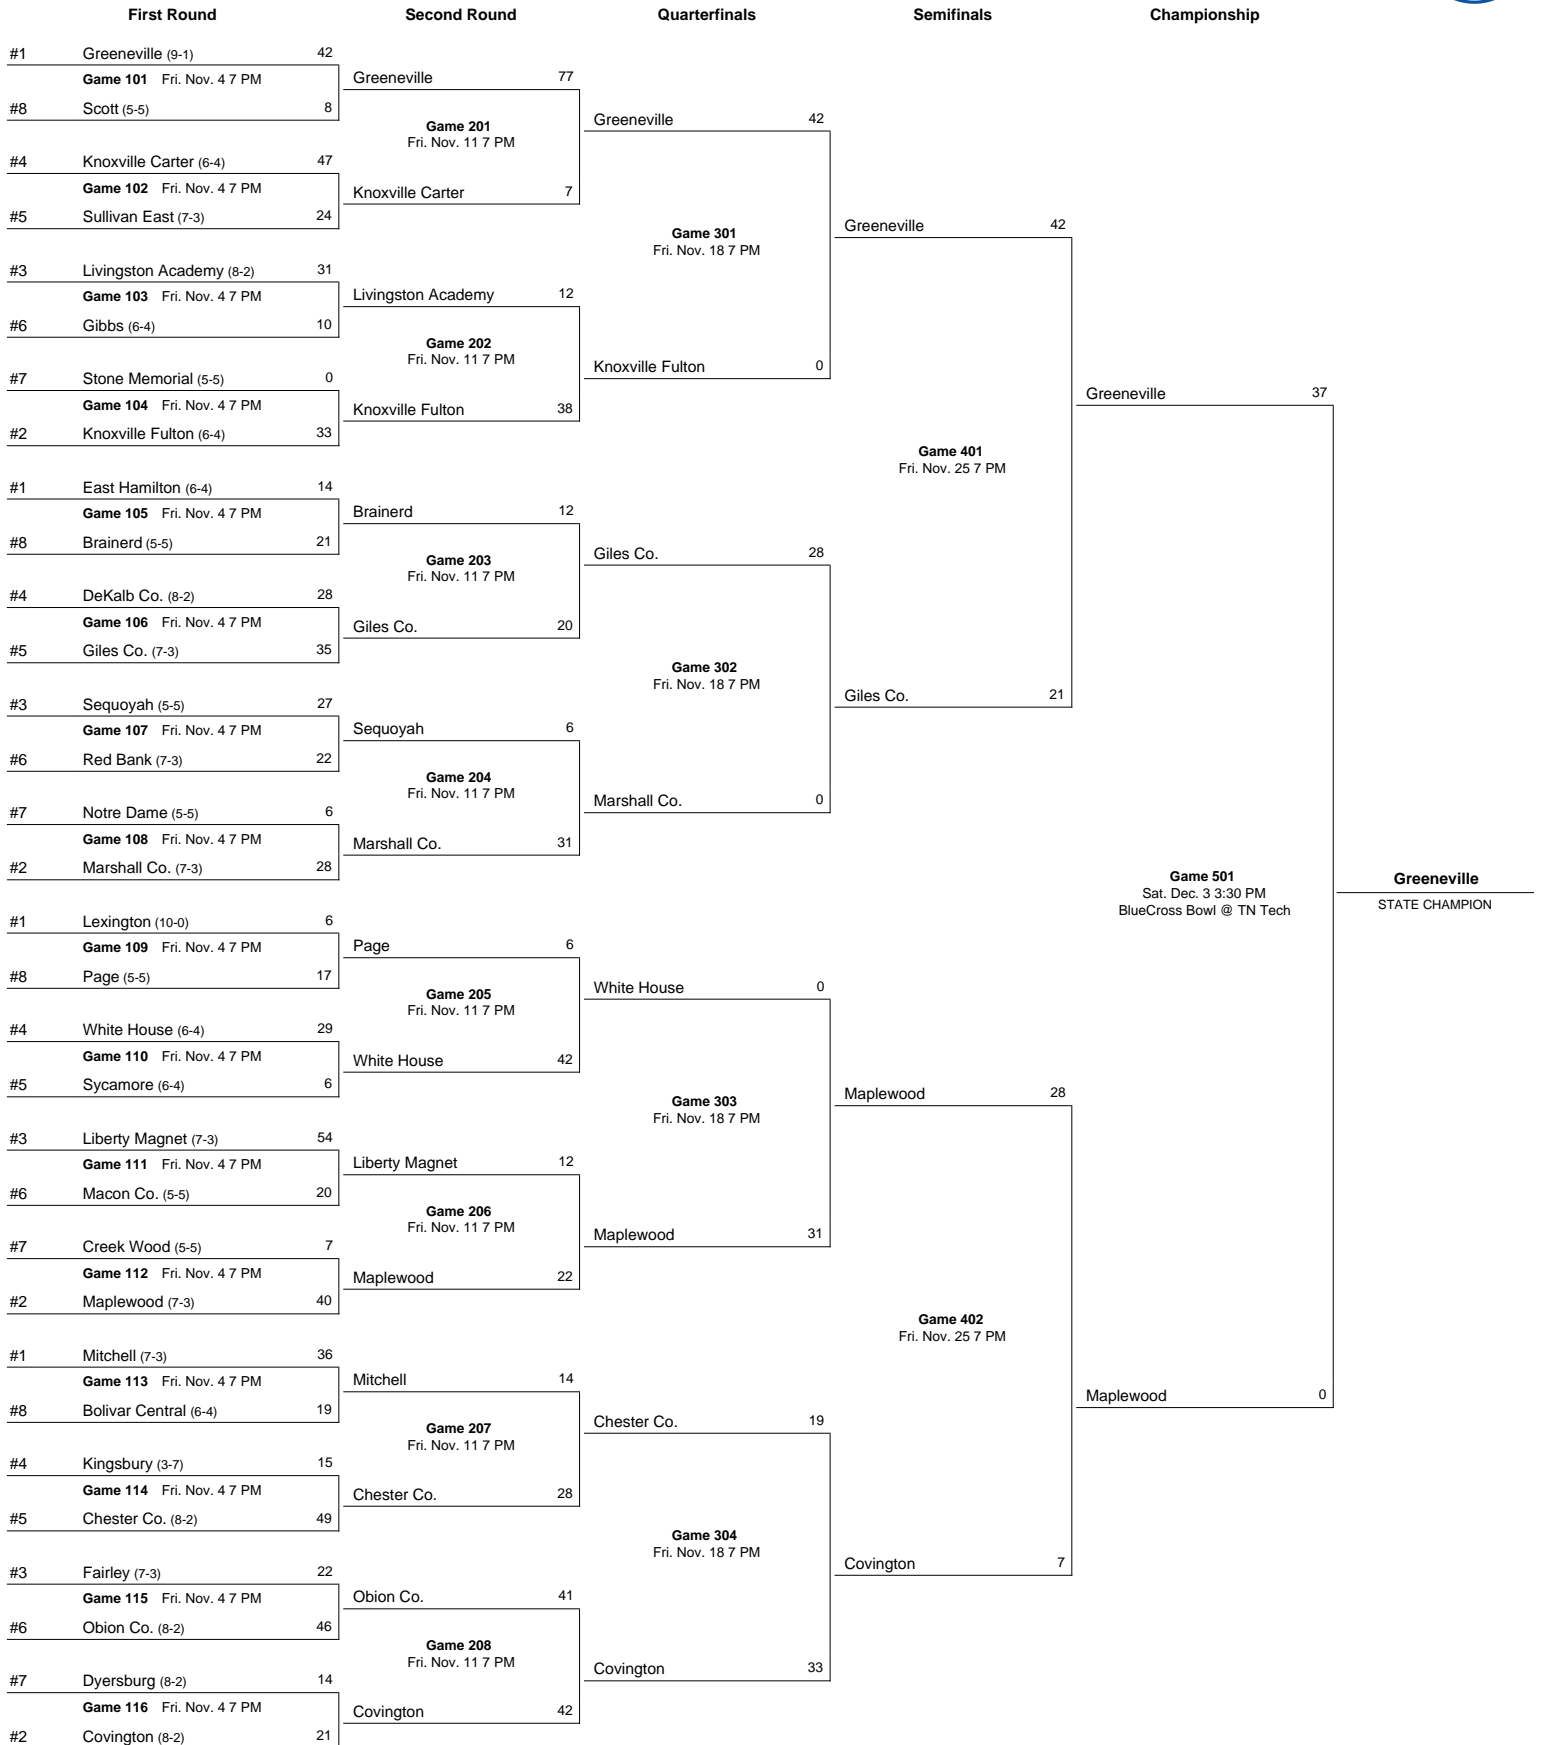 First Round
Second Round
Quarterfinals
Semifinals
Championship
#1 Greeneville (9-1) 42
Game 101 Fri. Nov. 4 7 PM
#8 Scott (5-5) 8
#4 Knoxville Carter (6-4) 47
Game 102 Fri. Nov. 4 7 PM
#5 Sullivan East (7-3) 24
#3 Livingston Academy (8-2) 31
Game 103 Fri. Nov. 4 7 PM
#6 Gibbs (6-4) 10
#7 Stone Memorial (5-5) 0
Game 104 Fri. Nov. 4 7 PM
#2 Knoxville Fulton (6-4) 33
#1 East Hamilton (6-4) 14
Game 105 Fri. Nov. 4 7 PM
#8 Brainerd (5-5) 21
#4 DeKalb Co. (8-2) 28
Game 106 Fri. Nov. 4 7 PM
#5 Giles Co. (7-3) 35
#3 Sequoyah (5-5) 27
Game 107 Fri. Nov. 4 7 PM
#6 Red Bank (7-3) 22
#7 Notre Dame (5-5) 6
Game 108 Fri. Nov. 4 7 PM
#2 Marshall Co. (7-3) 28
#1 Lexington (10-0) 6
Game 109 Fri. Nov. 4 7 PM
#8 Page (5-5) 17
#4 White House (6-4) 29
Game 110 Fri. Nov. 4 7 PM
#5 Sycamore (6-4) 6
#3 Liberty Magnet (7-3) 54
Game 111 Fri. Nov. 4 7 PM
#6 Macon Co. (5-5) 20
#7 Creek Wood (5-5) 7
Game 112 Fri. Nov. 4 7 PM
#2 Maplewood (7-3) 40
#1 Mitchell (7-3) 36
Game 113 Fri. Nov. 4 7 PM
#8 Bolivar Central (6-4) 19
#4 Kingsbury (3-7) 15
Game 114 Fri. Nov. 4 7 PM
#5 Chester Co. (8-2) 49
#3 Fairley (7-3) 22
Game 115 Fri. Nov. 4 7 PM
#6 Obion Co. (8-2) 46
#7 Dyersburg (8-2) 14
Game 116 Fri. Nov. 4 7 PM
#2 Covington (8-2) 21
Greeneville 77
Game 201
Fri. Nov. 11 7 PM
Knoxville Carter 7
Livingston Academy 12
Game 202
Fri. Nov. 11 7 PM
Knoxville Fulton 38
Brainerd 12
Game 203
Fri. Nov. 11 7 PM
Giles Co. 20
Sequoyah 6
Game 204
Fri. Nov. 11 7 PM
Marshall Co. 31
Page 6
Game 205
Fri. Nov. 11 7 PM
White House 42
Liberty Magnet 12
Game 206
Fri. Nov. 11 7 PM
Maplewood 22
Mitchell 14
Game 207
Fri. Nov. 11 7 PM
Chester Co. 28
Obion Co. 41
Game 208
Fri. Nov. 11 7 PM
Covington 42
Greeneville 42
Game 301
Fri. Nov. 18 7 PM
Knoxville Fulton 0
Giles Co. 28
Game 302
Fri. Nov. 18 7 PM
Marshall Co. 0
White House 0
Game 303
Fri. Nov. 18 7 PM
Maplewood 31
Chester Co. 19
Game 304
Fri. Nov. 18 7 PM
Covington 33
Greeneville 42
Game 401
Fri. Nov. 25 7 PM
Giles Co. 21
Maplewood 28
Game 402
Fri. Nov. 25 7 PM
Covington 7
Greeneville 37
Game 501
Sat. Dec. 3 3:30 PM
BlueCross Bowl @ TN Tech
Maplewood 0
Greeneville
STATE CHAMPION